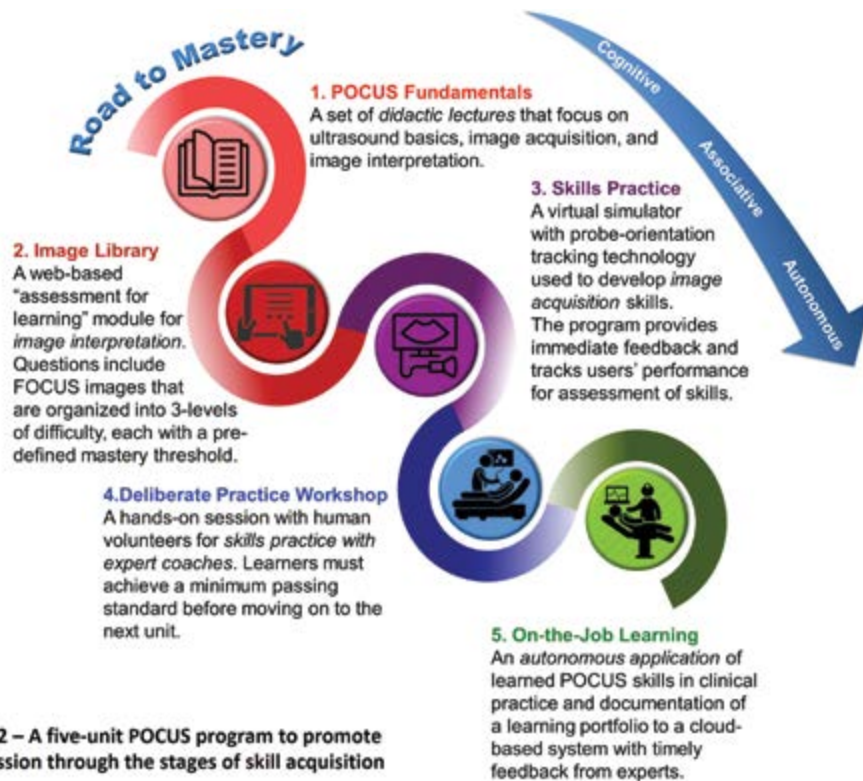 Road to Mastery
Cognitive
Associative
Autonomous
1. POCUS Fundamentals
A set of didactic lectures that focus on
ultrasound basics, image acquisition, and
image interpretation.
2. Image Library
A web-based
"assessment for
learning" module for
image interpretation.
Questions include
FOCUS images that
are organized into 3-levels
of difficulty, each with a pre-
defined mastery threshold.
3. Skills Practice
A virtual simulator
with probe-orientation
tracking technology
used to develop image
acquisition skills.
The program provides
immediate feedback and
tracks users' performance
for assessment of skills.
4.Deliberate Practice Workshop
A hands-on session with human
volunteers for skills practice with
expert coaches. Learners must
achieve a minimum passing
standard before moving on to the
next unit.
5. On-the-Job Learning
An autonomous application of
learned POCUS skills in clinical
practice and documentation of
a learning portfolio to a cloud-
based system with timely
feedback from experts.
2 – A five-unit POCUS program to promote
ssion through the stages of skill acquisition